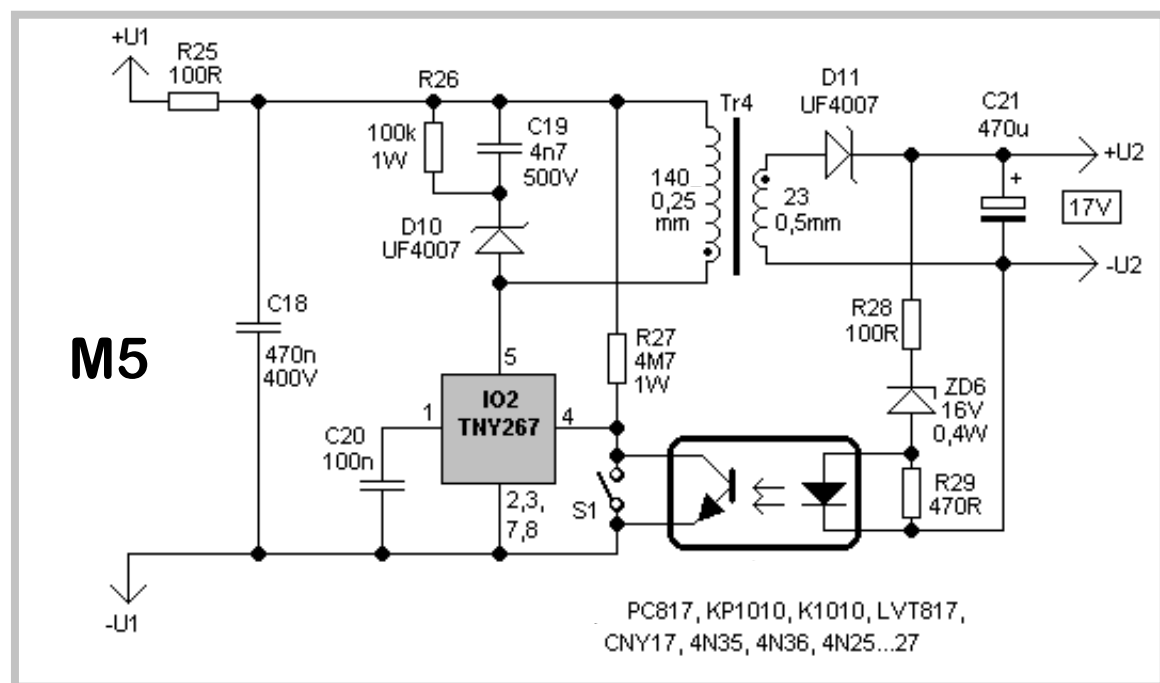 +U1
R25
100R
R26
100k
1W
C19
4n7
500V
D10
UF4007
Tr4
140
0,25
mm
23
0,5mm
D11
UF4007
C21
470u
+
+U2
17V
-U2
M5
C18
470n
400V
R27
4M7
1W
R28
100R
ZD6
16V
0,4W
5
1
IO2
TNY267
4
C20
100n
2,3,
7,8
S1
R29
470R
-U1
PC817, KP1010, K1010, LVT817,
CNY17, 4N35, 4N36, 4N25...27